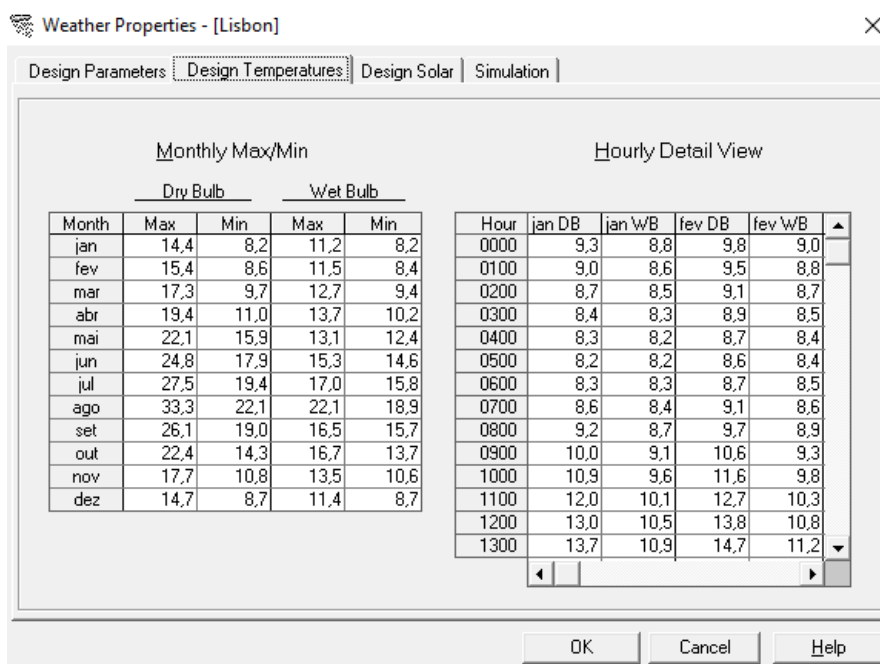 Weather Properties - [Lisbon]
Design Parameters Design Temperatures Design Solar Simulation
Monthly Max/Min
Dry Bulb Wet Bulb
Month Max Min Max Min
jan 14,4 8,2 11,2 8,2
fev 15,4 8,6 11,5 8,4
mar 17,3 9,7 12,7 9,4
abr 19,4 11,0 13,7 10,2
mai 22,1 15,9 13,1 12,4
jun 24,8 17,9 15,3 14,6
jul 27,5 19,4 17,0 15,8
ago 33,3 22,1 22,1 18,9
set 26,1 19,0 16,5 15,7
out 22,4 14,3 16,7 13,7
nov 17,7 10,8 13,5 10,6
dez 14,7 8,7 11,4 8,7
Hourly Detail View
Hour jan DB jan WB fev DB fev WB
0000 9,3 8,8 9,8 9,0
0100 9,0 8,6 9,5 8,8
0200 8,7 8,5 9,1 8,7
0300 8,4 8,3 8,9 8,5
0400 8,3 8,2 8,7 8,4
0500 8,2 8,2 8,6 8,4
0600 8,3 8,3 8,7 8,5
0700 8,6 8,4 9,1 8,6
0800 9,2 8,7 9,7 8,9
0900 10,0 9,1 10,6 9,3
1000 10,9 9,6 11,6 9,8
1100 12,0 10,1 12,7 10,3
1200 13,0 10,5 13,8 10,8
1300 13,7 10,9 14,7 11,2
OK Cancel Help